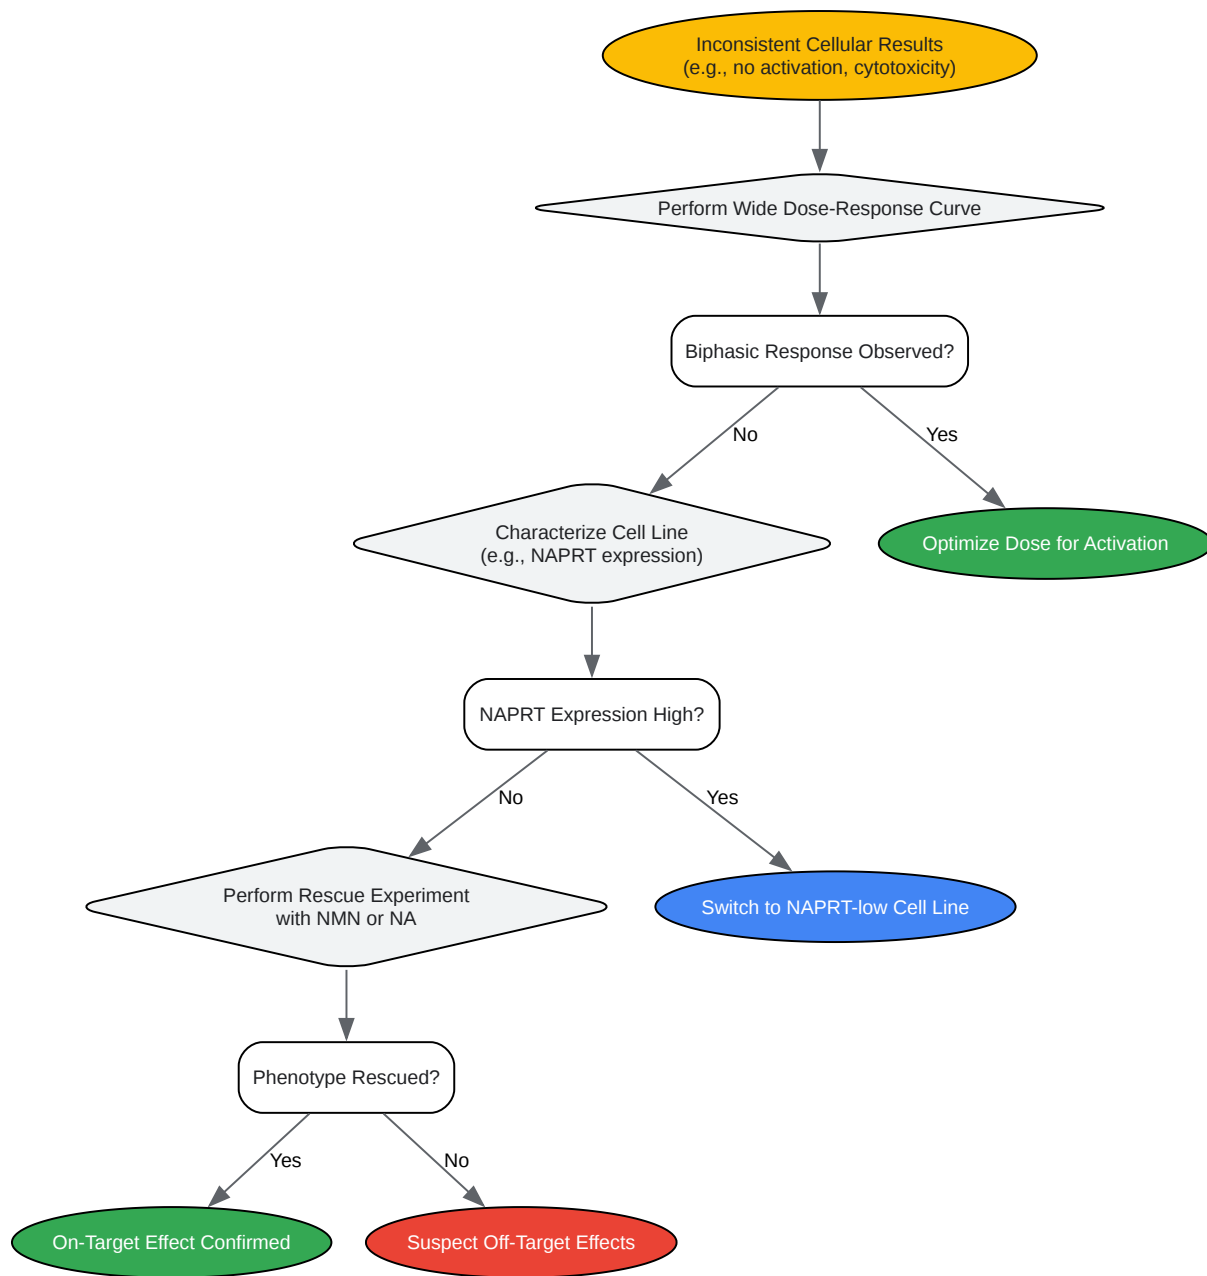 Inconsistent Cellular Results
(e.g., no activation, cytotoxicity)
Perform Wide Dose-Response Curve
Biphasic Response Observed?
No
Yes
Characterize Cell Line
(e.g., NAPRT expression)
Optimize Dose for Activation
NAPRT Expression High?
No
Yes
Perform Rescue Experiment
with NMN or NA
Switch to NAPRT-low Cell Line
Phenotype Rescued?
Yes
No
On-Target Effect Confirmed
Suspect Off-Target Effects